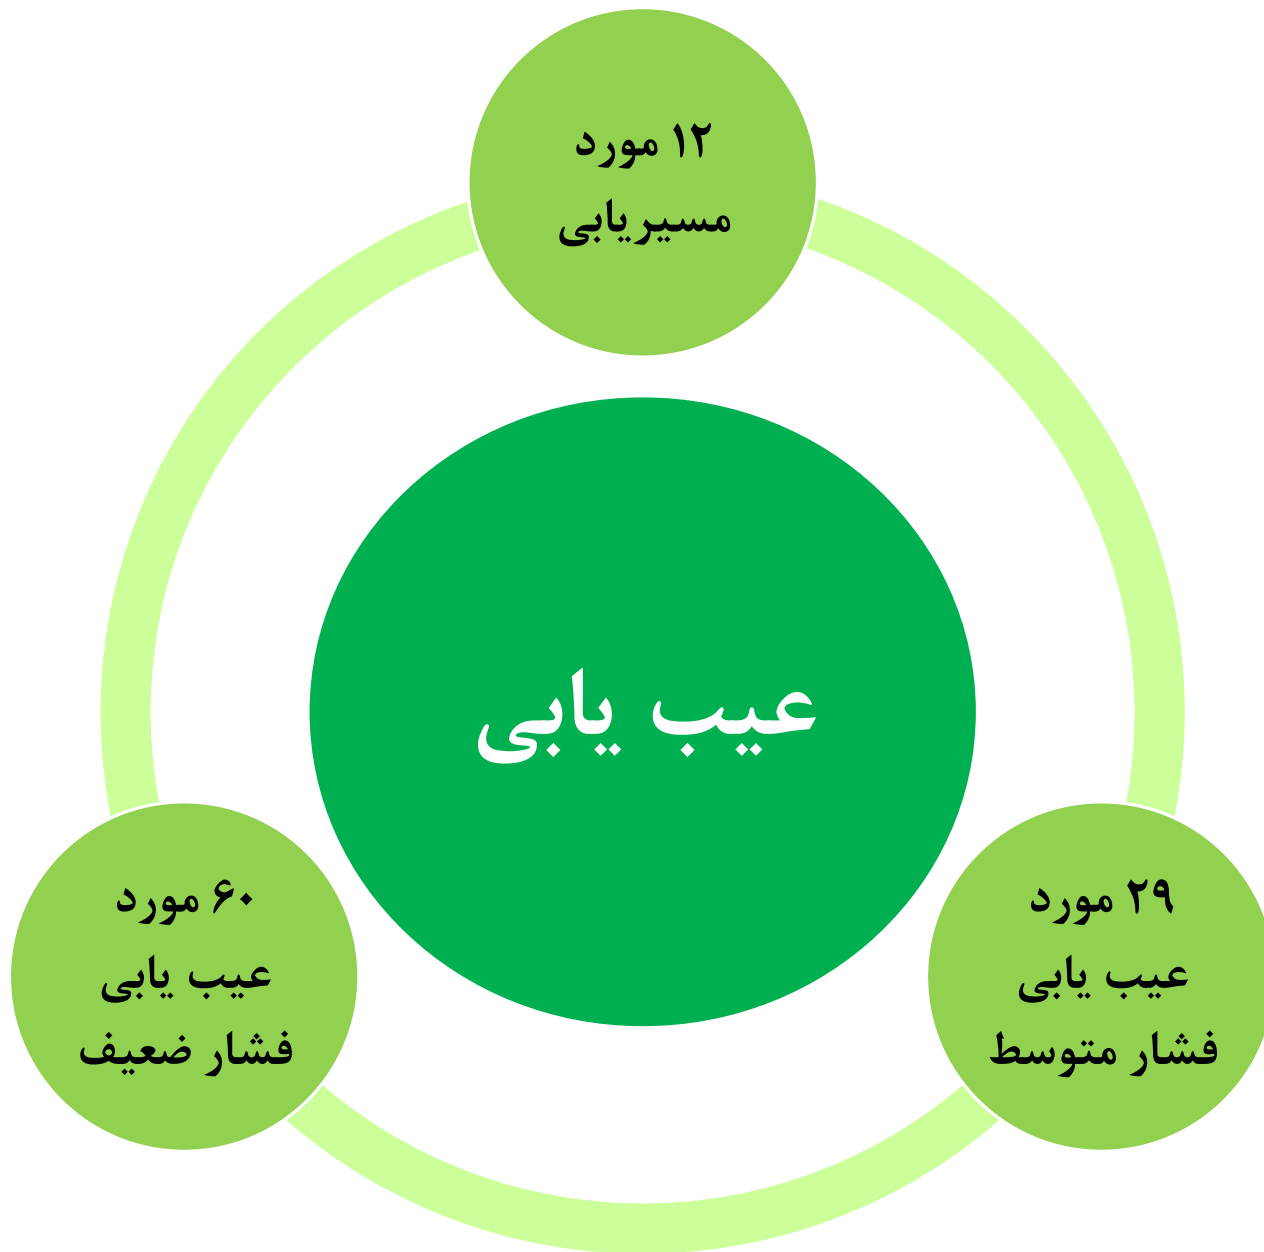 ۱۲ مورد
مسیریابی
عیب یابی
۲۹ مورد
عیب یابی
فشار متوسط
۶۰ مورد
عیب یابی
فشار ضعیف